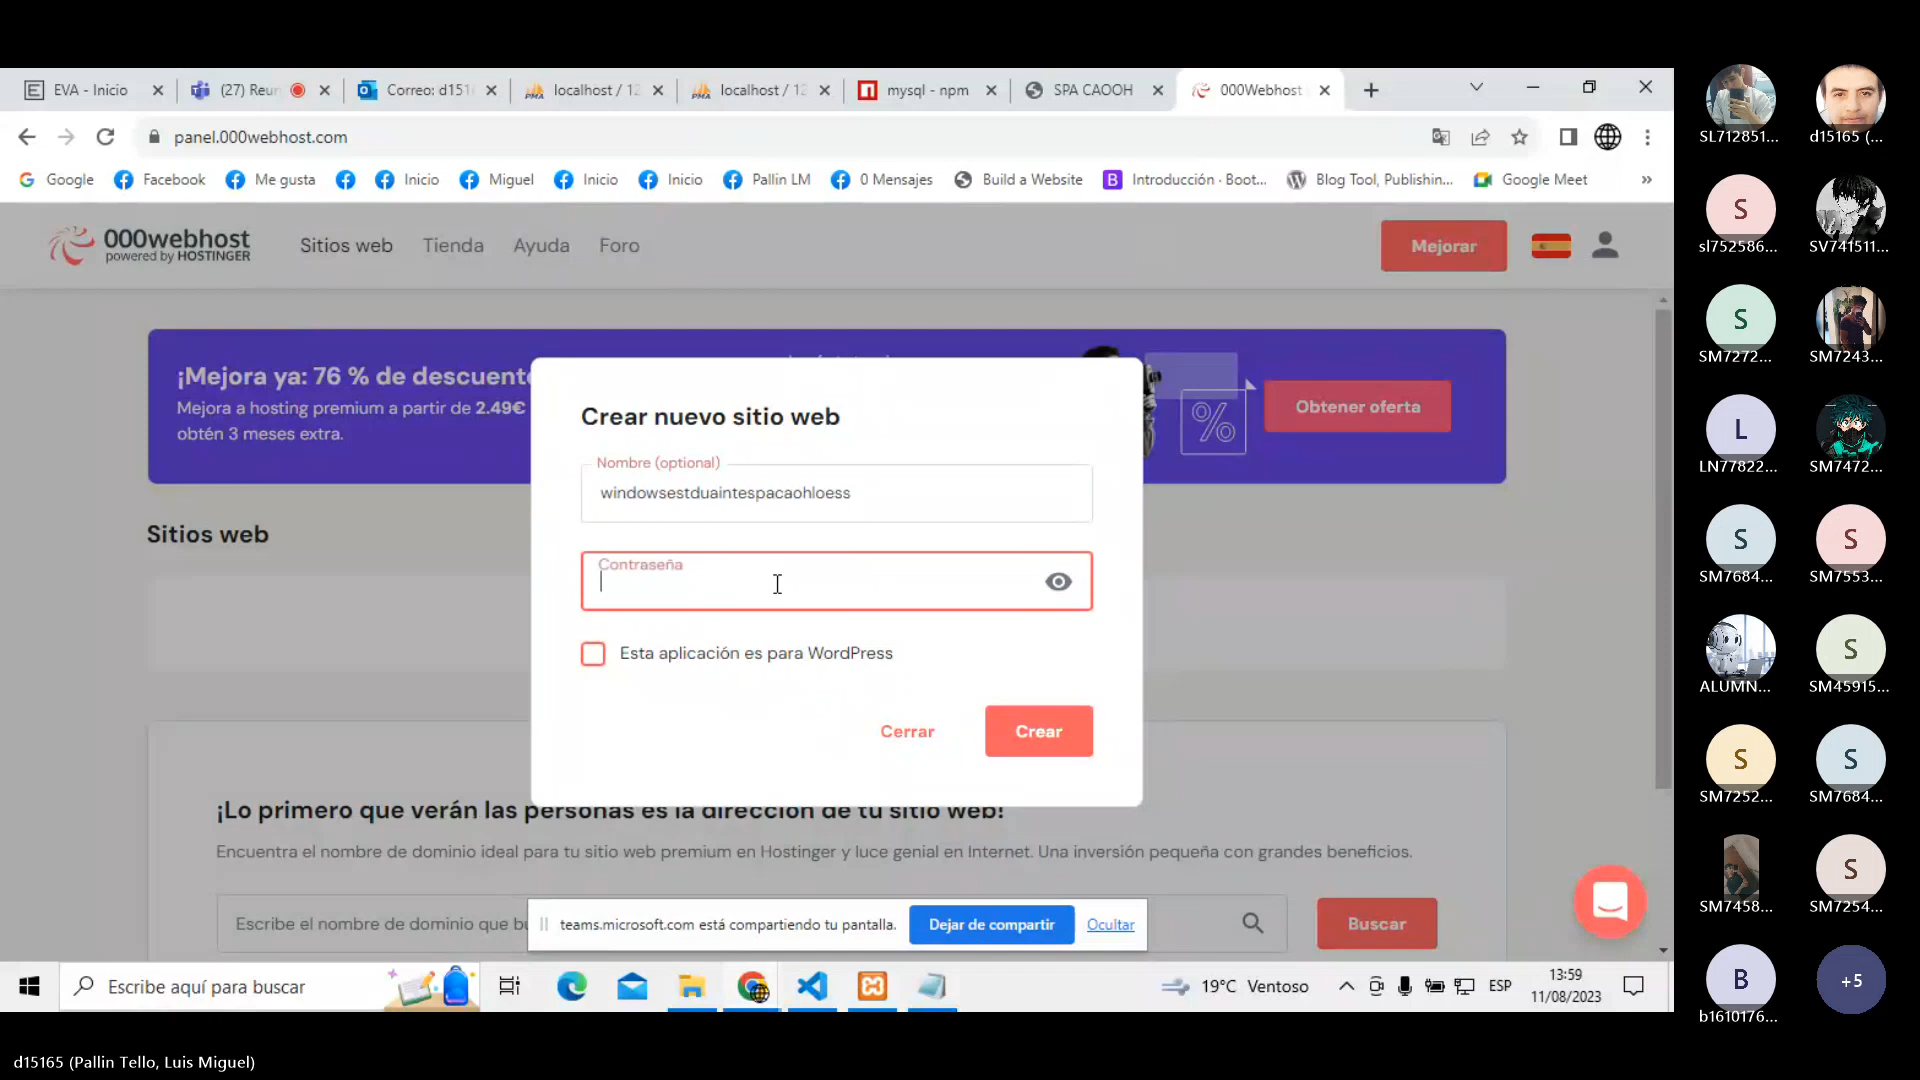 EVA - Inicio
(27) Reur
Correo: d151
localhost / 12
localhost / 12
mysql - npm
SPA CAOOH
000Webhost
panel.000webhost.com
Google
Facebook
Me gusta
Inicio
Miguel
Inicio
Inicio
Pallin LM
0 Mensajes
Build a Website
Introducción · Boot...
Blog Tool, Publishin...
Google Meet
»
000webhost
powered by HOSTINGER
Sitios web
Tienda
Ayuda
Foro
Mejorar
¡Mejora ya: 76 % de descuent
Mejora a hosting premium a partir de 2.49€
obtén 3 meses extra.
%
Obtener oferta
Sitios web
Crear nuevo sitio web
Nombre (optional)
windowsestduaintespacaohloess
Contraseña
Esta aplicación es para WordPress
Cerrar
Crear
¡Lo primero que verán las personas es la dirección de tu sitio web!
Encuentra el nombre de dominio ideal para tu sitio web premium en Hostinger y luce genial en Internet. Una inversión pequeña con grandes beneficios.
Escribe el nombre de dominio que bu
Buscar
teams.microsoft.com está compartiendo tu pantalla.
Dejar de compartir
Ocultar
Escribe aquí para buscar
19°C Ventoso
ESP
13:59
11/08/2023
SL712851...
d15165 (...
S
sl752586...
SV741511...
S
SM7272...
SM7243...
L
LN77822...
SM7472...
S
SM7684...
S
SM7553...
ALUMN...
S
SM45915...
S
SM7252...
S
SM7684...
SM7458...
S
SM7254...
B
b1610176...
+5
d15165 (Pallin Tello, Luis Miguel)